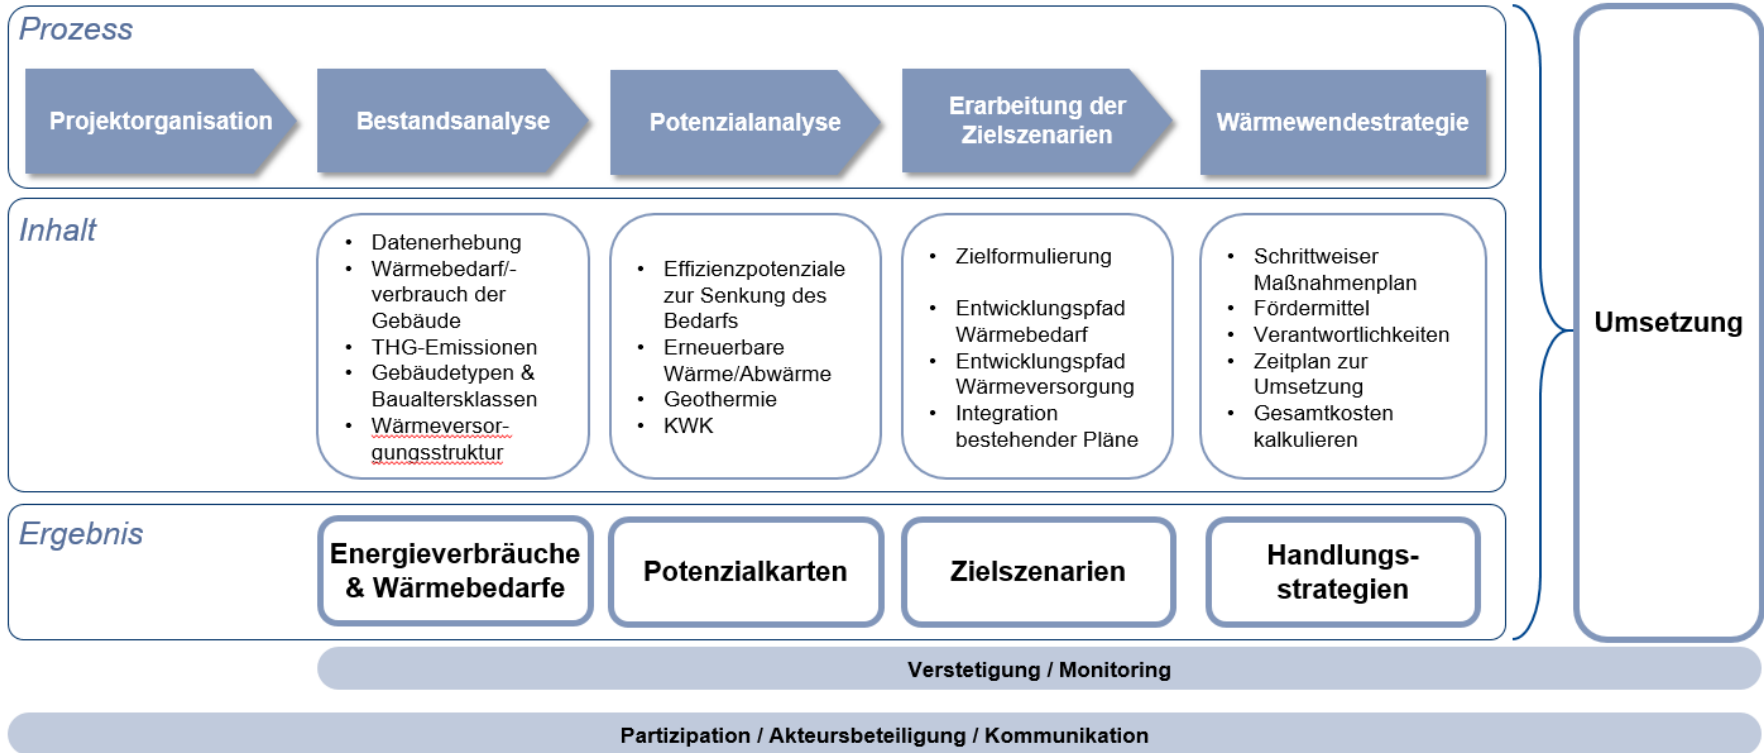 Prozess
Projektorganisation
Bestandsanalyse
Potenzialanalyse
Erarbeitung der
Zielszenarien
Wärmewendestrategie
Inhalt
• Datenerhebung
• Wärmebedarf/-
verbrauch der
Gebäude
• THG-Emissionen
• Gebäudetypen &
Baualtersklassen
• Wärmeversor-
gungsstruktur
• Effizienzpotenziale
zur Senkung des
Bedarfs
• Erneuerbare
Wärme/Abwärme
• Geothermie
• KWK
• Zielformulierung
• Entwicklungspfad
Wärmebedarf
• Entwicklungspfad
Wärmeversorgung
• Integration
bestehender Pläne
• Schrittweiser
Maßnahmenplan
• Fördermittel
• Verantwortlichkeiten
• Zeitplan zur
Umsetzung
• Gesamtkosten
kalkulieren
Ergebnis
Energieverbräuche
& Wärmebedarfe
Potenzialkarten
Zielszenarien
Handlungs-
strategien
Umsetzung
Verstetigung / Monitoring
Partizipation / Akteursbeteiligung / Kommunikation